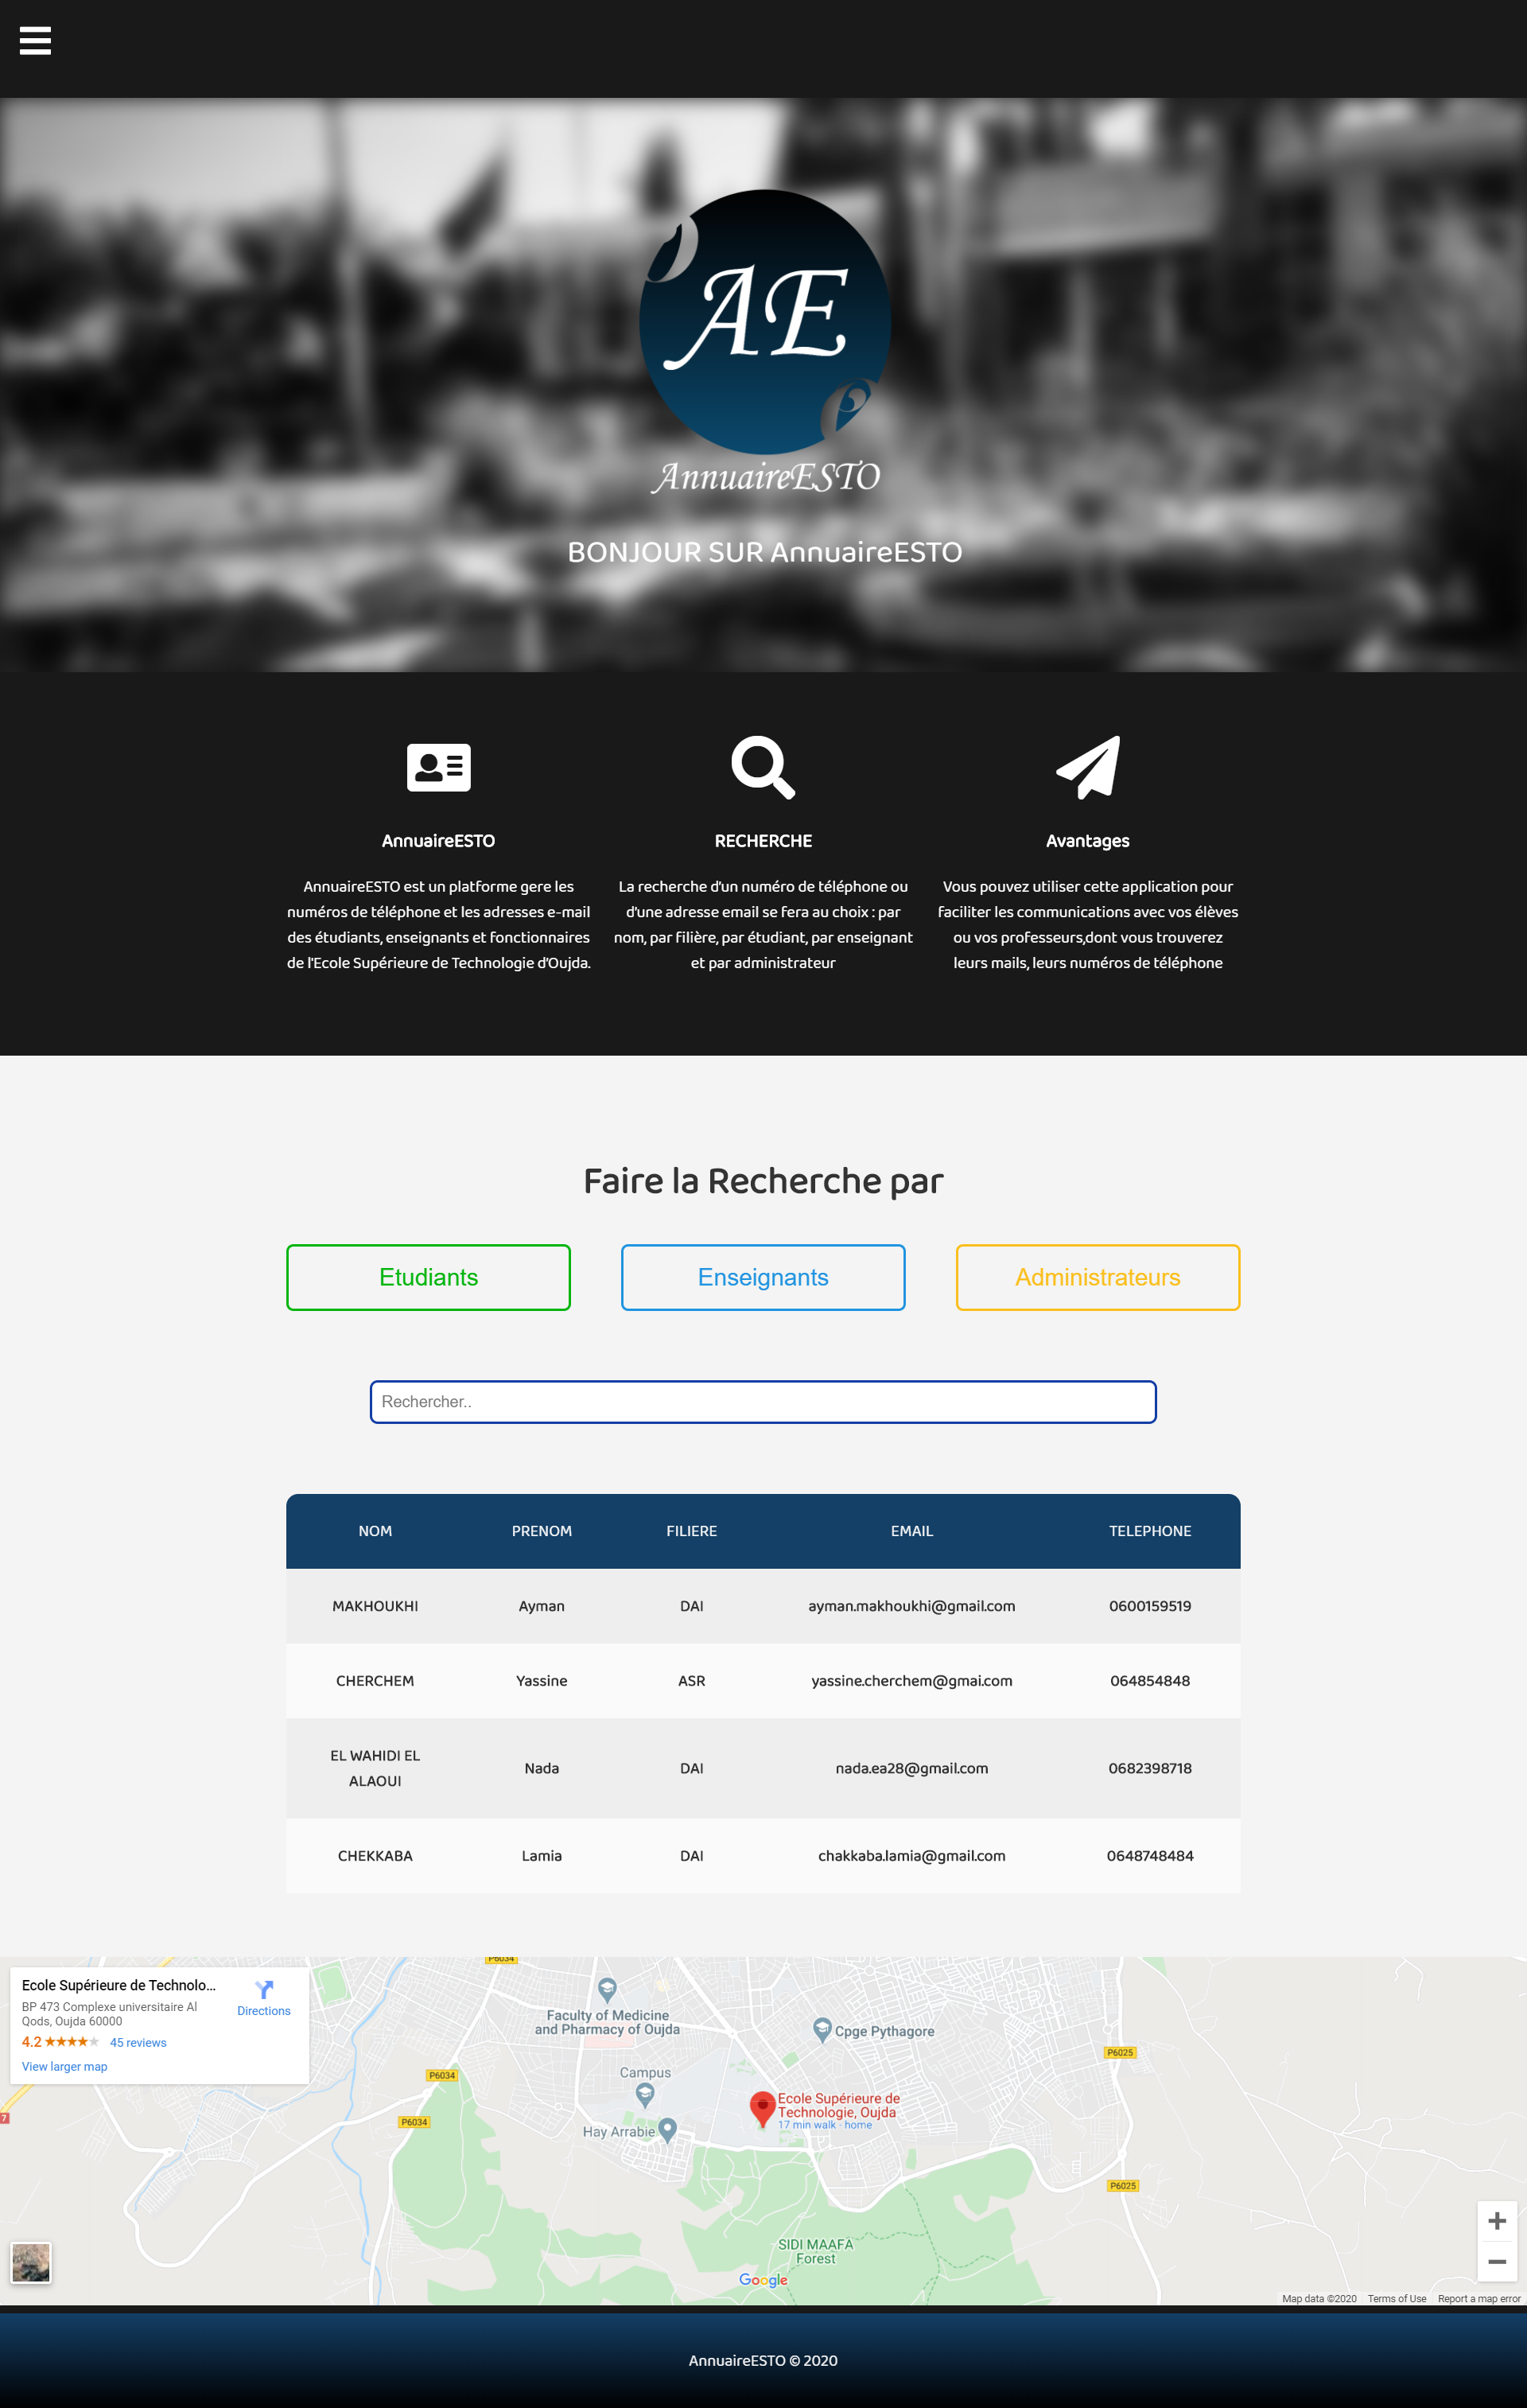 AE
AnnuaireESTO
BONJOUR SUR AnnuaireESTO
AnnuaireESTO
AnnuaireESTO est un platforme gere les
numéros de téléphone et les adresses e-mail
des étudiants, enseignants et fonctionnaires
de l'Ecole Supérieure de Technologie d'Oujda.
RECHERCHE
La recherche d'un numéro de téléphone ou
d'une adresse email se fera au choix : par
nom, par filière, par étudiant, par enseignant
et par administrateur
Avantages
Vous pouvez utiliser cette application pour
faciliter les communications avec vos élèves
ou vos professeurs,dont vous trouverez
leurs mails, leurs numéros de téléphone
Faire la Recherche par
Etudiants Enseignants Administrateurs
Rechercher..
NOM PRENOM FILIERE EMAIL TELEPHONE
MAKHOUKHI Ayman DAI ayman.makhoukhi@gmail.com 0600159519
CHERCHEM Yassine ASR yassine.cherchem@gmai.com 064854848
EL WAHIDI EL
ALAOUI
Nada DAI nada.ea28@gmail.com 0682398718
CHEKKABA Lamia DAI chakkaba.lamia@gmail.com 0648748484
Ecole Supérieure de Technolo...
BP 473 Complexe universitaire Al
Qods, Oujda 60000
4.2 ★★★★★ 45 reviews
View larger map
Directions
P6034
Faculty of Medicine
and Pharmacy of Oujda
Cpge Pythagore
P6025
P6034
Campus
7
P6034
Ecole Supérieure de
Technologie, Oujda
17 min walk · home
Hay Arrabie
P6025
SIDI MAAFA
Forest
Google
Map data ©2020 Terms of Use Report a map error
AnnuaireESTO © 2020